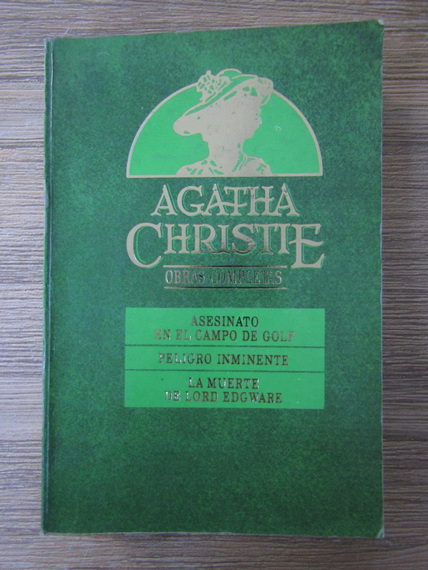 AGATHA
CHRISTIE
OBRAS COMPLETAS
ASESINATO
EN EL CAMPO DE GOLF
PELIGRO INMINENTE
LA MUERTE
DE LORD EDGWARE